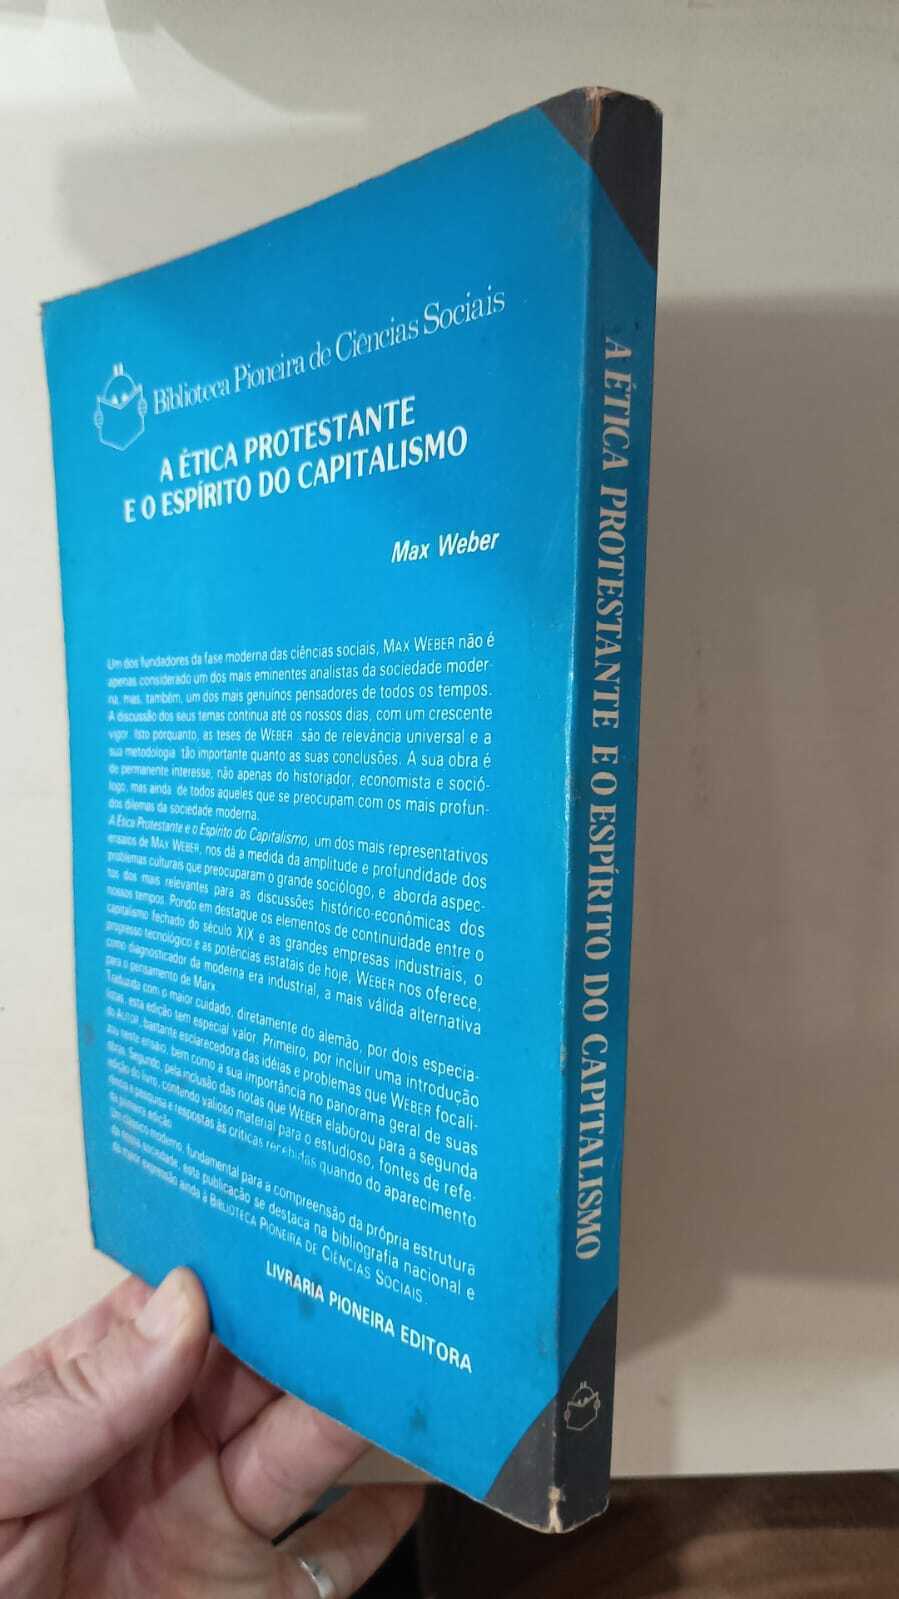 Biblioteca Pioneira de Ciências Sociais
A ÉTICA PROTESTANTE
E O ESPÍRITO DO CAPITALISMO
Max Weber
Um dos fundadores da fase moderna das ciências sociais, MAX WEBER não é
apenas considerado um dos mais eminentes analistas da sociedade moder-
na, mas, também, um dos mais genuínos pensadores de todos os tempos.
A discussão dos seus temas continua até os nossos dias, com um crescente
vigor. Isto porquanto, as teses de WEBER são de relevância universal e a
sua metodologia tão importante quanto as suas conclusões. A sua obra é
de permanente interesse, não apenas do historiador, economista e soció-
logo, mas ainda de todos aqueles que se preocupam com os mais profun-
dos dilemas da sociedade moderna.
A Ética Protestante e o Espírito do Capitalismo, um dos mais representativos
ensaios de MAX WEBER, nos dá a medida da amplitude e profundidade dos
problemas culturais que preocuparam o grande sociólogo, e aborda aspec-
tos dos mais relevantes para as discussões histórico-econômicas dos
nossos tempos. Pondo em destaque os elementos de continuidade entre o
capitalismo fechado do século XIX e as grandes empresas industriais, o
progresso tecnológico e as potências estatais de hoje, WEBER nos oferece,
como diagnosticador da moderna era industrial, a mais válida alternativa
para o pensamento de Marx.
Traduzida com o maior cuidado, diretamente do alemão, por dois especia-
listas, esta edição tem especial valor. Primeiro, por incluir uma introdução
do AUTOR, bastante esclarecedora das idéias e problemas que WEBER focali-
zou neste ensaio, bem como a sua importância no panorama geral de suas
obras. Segundo, pela inclusão das notas que WEBER elaborou para a segunda
edição do livro, contendo valioso material para o estudioso, fontes de refe-
rência a pesquisa e respostas às críticas recebidas quando do aparecimento
da primeira edição.
Um clássico moderno, fundamental para a compreensão da própria estrutura
da nossa sociedade, esta publicação se destaca na bibliografia nacional e
dá maior expressão ainda à BIBLIOTECA PIONEIRA DE CIÊNCIAS SOCIAIS.
LIVRARIA PIONEIRA EDITORA
A ÉTICA PROTESTANTE E O ESPÍRITO DO CAPITALISMO